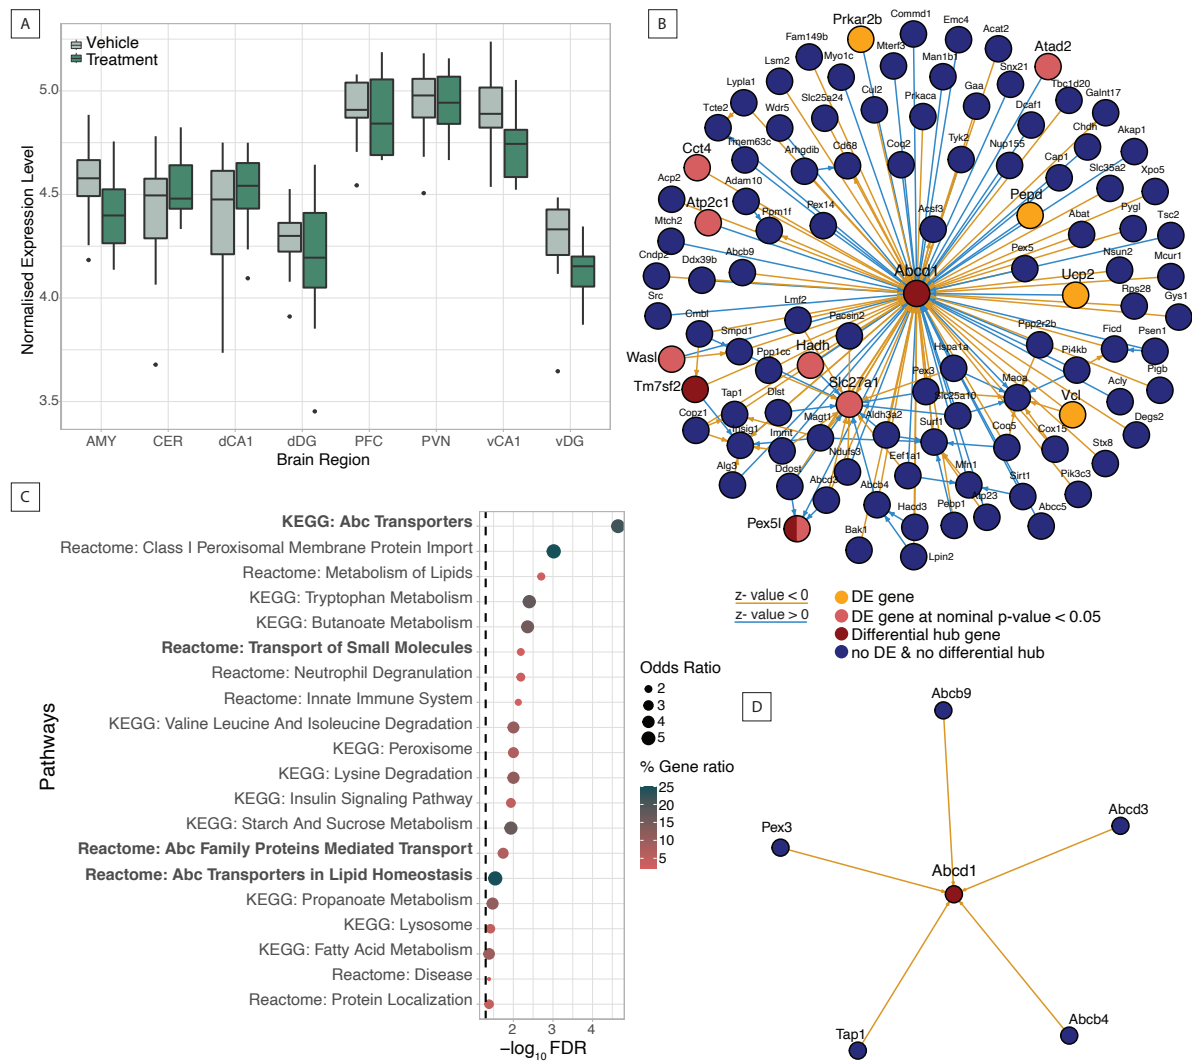 A
Vehicle
Treatment
Normalised Expression Level
5.0
4.5
4.0
3.5
AMY CER dCA1 dDG PFC PVN vCA1 vDG
Brain Region
B
Prkar2b
Commd1
Emc4
Acat2
Fam149b
Myo1c
Mterf3
Man1b1
Atad2
Lsm2
Snx21
Tbc1d20
Lypla1
Slc25a24
Cul2
Prkaca
Gaa
Galnt17
Tcte2
Wdr5
Dcaf1
Chdh
Akap1
Tmem63c
Amgdib
Cd68
Coq2
Tyk2
Nup155
Cct4
Cap1
Slc35a2
Xpo5
Acp2
Adam10
Pepd
Atp2c1
Ppm1f
Pex14
Acsf3
Abat
Pygl
Tsc2
Mtch2
Cndp2
Ddx39b
Abcb9
Abcd1
Pex5
Nsun2
Mcur1
Ucp2
Src
Cmbl
Lmf2
Rps28
Gys1
Smpd1
Pacsin2
Ppp2r2b
Ficd
Psen1
Wasl
Ppp1cc
Hadh
Hspa1a
Pi4kb
Tm7sf2
Tap1
Dlst
Slc27a1
Pex3
Slc25a10
Maoa
Vcl
Acly
Pigb
Copz1
Insig1
Immt
Magt1
Aldh3a2
Surf1
Coq5
Cox15
Degs2
Stx8
Alg3
Ddost
Ndufs3
Eef1a1
Mfn1
Sirt1
Pik3c3
Abcd3
Abcb4
Atp23
Pex5l
Hacd3
Pebp1
Abcc5
Bak1
Lpin2
z- value < 0
z- value > 0
DE gene
DE gene at nominal p-value < 0.05
Differential hub gene
no DE & no differential hub
C
Pathways
KEGG: Abc Transporters
Reactome: Class I Peroxisomal Membrane Protein Import
Reactome: Metabolism of Lipids
KEGG: Tryptophan Metabolism
KEGG: Butanoate Metabolism
Reactome: Transport of Small Molecules
Reactome: Neutrophil Degranulation
Reactome: Innate Immune System
KEGG: Valine Leucine And Isoleucine Degradation
KEGG: Peroxisome
KEGG: Lysine Degradation
KEGG: Insulin Signaling Pathway
KEGG: Starch And Sucrose Metabolism
Reactome: Abc Family Proteins Mediated Transport
Reactome: Abc Transporters in Lipid Homeostasis
KEGG: Propanoate Metabolism
KEGG: Lysosome
KEGG: Fatty Acid Metabolism
Reactome: Disease
Reactome: Protein Localization
2 3 4
−log10FDR
Odds Ratio
2
3
4
5
% Gene ratio
25
20
15
10
5
D
Abcb9
Abcd3
Pex3
Abcd1
Tap1
Abcb4